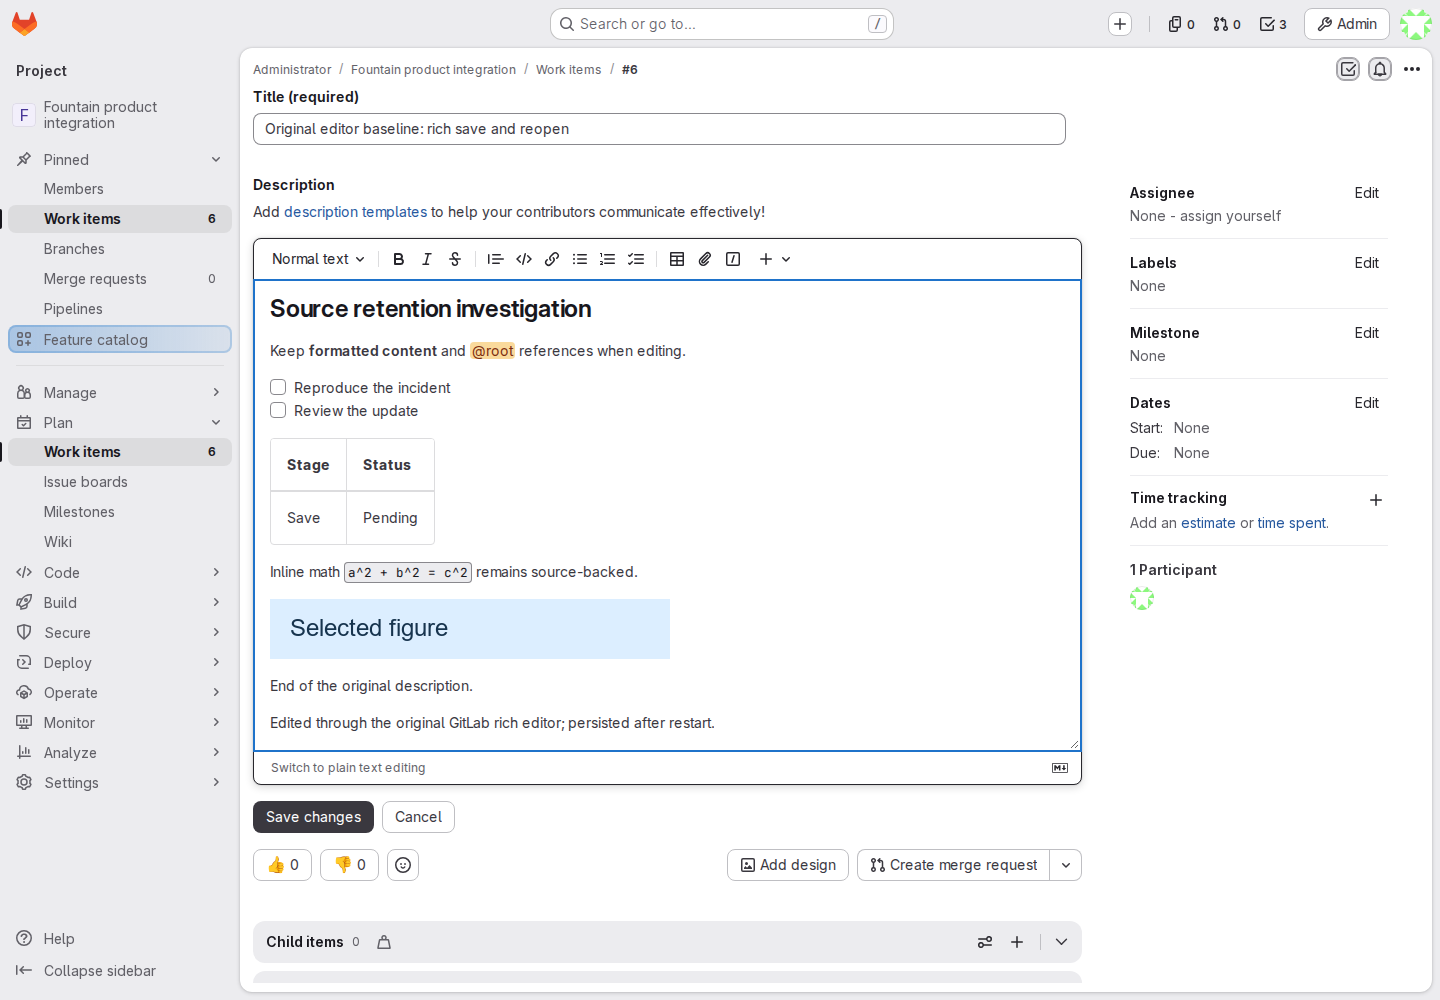 Search or go to...
/
0
0
3
Admin
Project
F
Fountain product
integration
Pinned
Members
Work items
6
Branches
Merge requests
0
Pipelines
Feature catalog
Manage
Plan
Work items
6
Issue boards
Milestones
Wiki
Code
Build
Secure
Deploy
Operate
Monitor
Analyze
Settings
Help
Collapse sidebar
Administrator / Fountain product integration / Work items / #6
Title (required)
Original editor baseline: rich save and reopen
Description
Add description templates to help your contributors communicate effectively!
Normal text
Source retention investigation
Keep formatted content and @root references when editing.
Reproduce the incident
Review the update
Stage Status
Save Pending
Inline math a^2 + b^2 = c^2 remains source-backed.
Selected figure
End of the original description.
Edited through the original GitLab rich editor; persisted after restart.
Switch to plain text editing
Save changes
Cancel
👍 0
👎 0
Add design
Create merge request
Child items 0
Assignee
Edit
None - assign yourself
Labels
Edit
None
Milestone
Edit
None
Dates
Edit
Start: None
Due: None
Time tracking
Add an estimate or time spent.
1 Participant